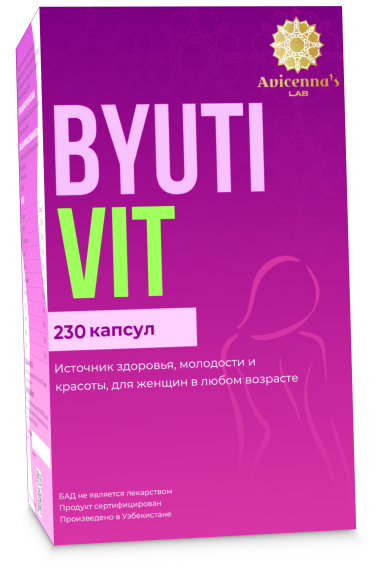 Avicenna's
LAB
BYUTI
VIT
230 капсул
Источник здоровья, молодости и
красоты, для женщин в любом возрасте
БАД не является лекарством
Продукт сертифицирован
Произведено в Узбекистане